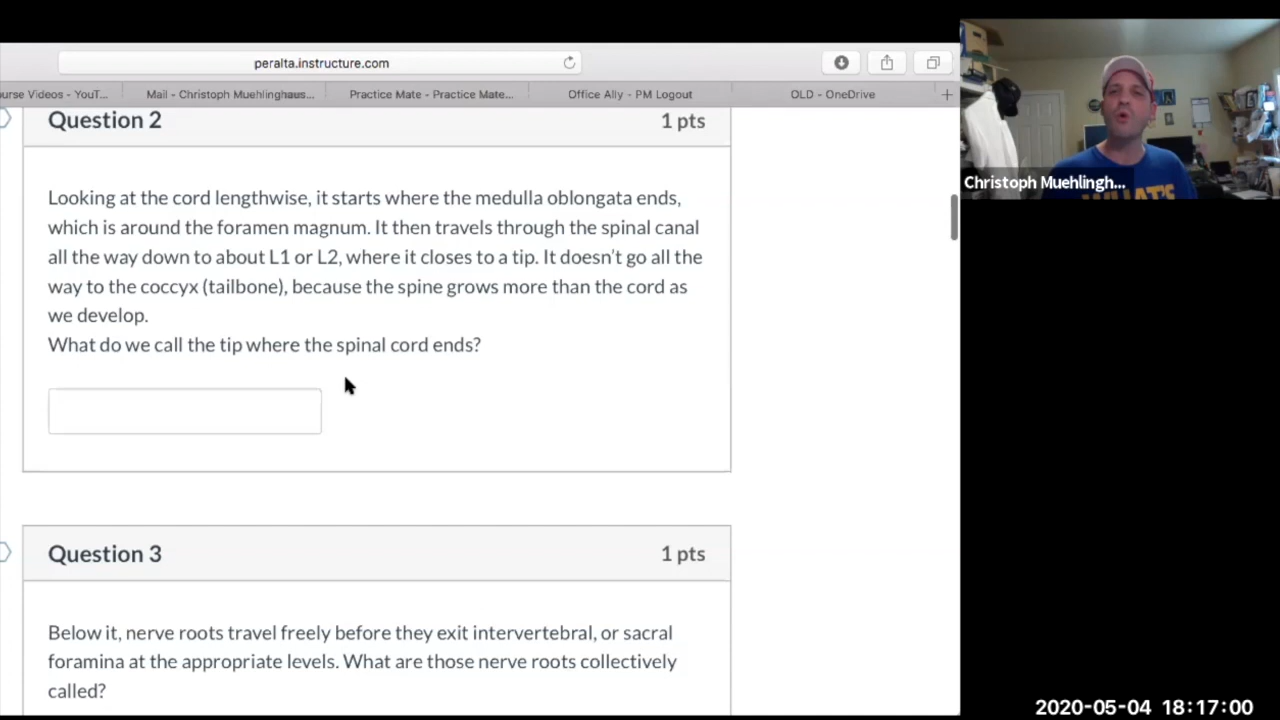 peralta.instructure.com
urse Videos - YouT...
Mail - Christoph Muehlinghaus...
Practice Mate - Practice Mate...
Office Ally - PM Logout
OLD - OneDrive
Question 2
1 pts
Looking at the cord lengthwise, it starts where the medulla oblongata ends,
which is around the foramen magnum. It then travels through the spinal canal
all the way down to about L1 or L2, where it closes to a tip. It doesn't go all the
way to the coccyx (tailbone), because the spine grows more than the cord as
we develop.
What do we call the tip where the spinal cord ends?
Question 3
1 pts
Below it, nerve roots travel freely before they exit intervertebral, or sacral
foramina at the appropriate levels. What are those nerve roots collectively
called?
Christoph Muehlingh...
2020-05-04 18:17:00